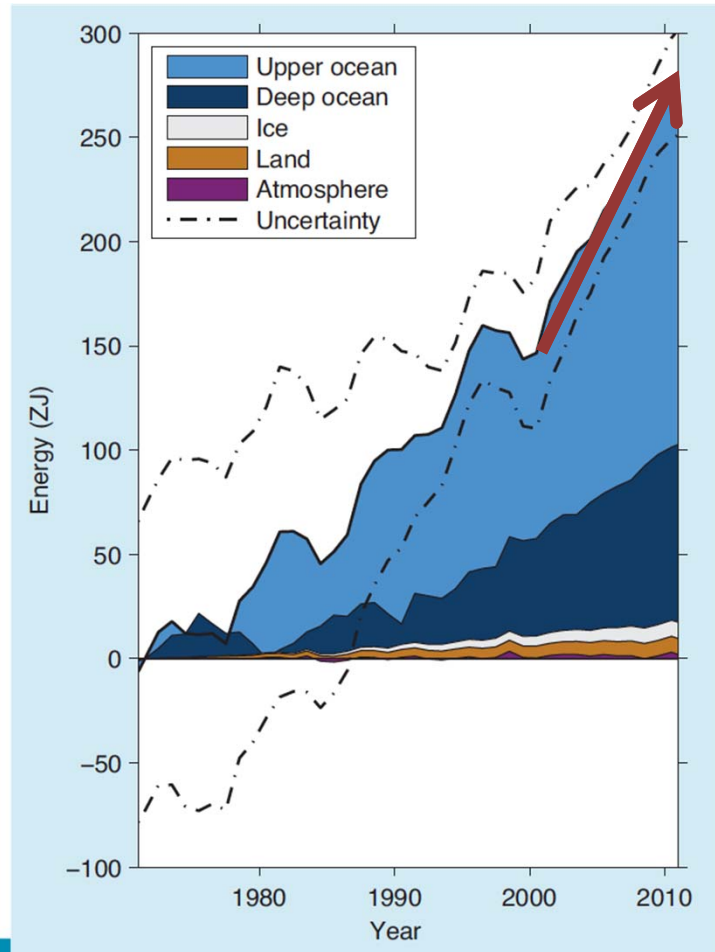 300
250
200
150
100
50
0
−50
−100
Energy (ZJ)
Upper ocean
Deep ocean
Ice
Land
Atmosphere
Uncertainty
1980 1990 2000 2010
Year